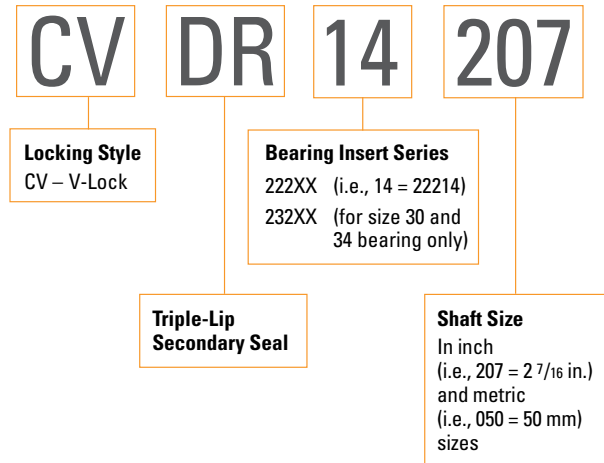 CV DR 14 207
Locking Style
CV – V-Lock
Bearing Insert Series
222XX (i.e., 14 = 22214)
232XX (for size 30 and
34 bearing only)
Triple-Lip
Secondary Seal
Shaft Size
In inch
(i.e., 207 = 2 7/16 in.)
and metric
(i.e., 050 = 50 mm)
sizes